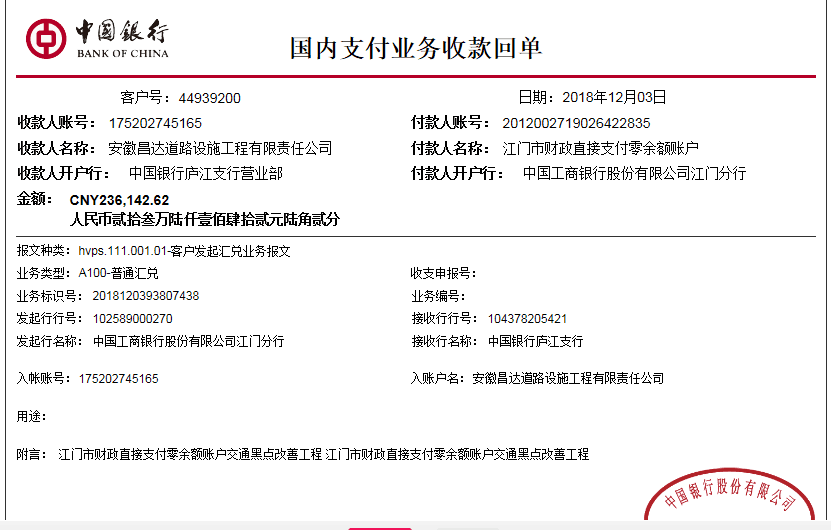 中国银行
BANK OF CHINA
国内支付业务收款回单
客户号：44939200 日期：2018年12月03日
收款人账号：175202745165 付款人账号：2012002719026422835
收款人名称：安徽昌达道路设施工程有限责任公司 付款人名称：江门市财政直接支付零余额账户
收款人开户行：中国银行庐江支行营业部 付款人开户行：中国工商银行股份有限公司江门分行
金额：CNY236,142.62
人民币贰拾叁万陆仟壹佰肆拾贰元陆角贰分
报文种类：hvps.111.001.01-客户发起汇兑业务报文
业务类型：A100-普通汇兑 收支申报号：
业务标识号：2018120393807438 业务编号：
发起行行号：102589000270 接收行行号：104378205421
发起行名称：中国工商银行股份有限公司江门分行 接收行名称：中国银行庐江支行
入帐账号：175202745165 入账户名：安徽昌达道路设施工程有限责任公司
用途：
附言：江门市财政直接支付零余额账户交通黑点改善工程 江门市财政直接支付零余额账户交通黑点改善工程
中国银行股份有限公司